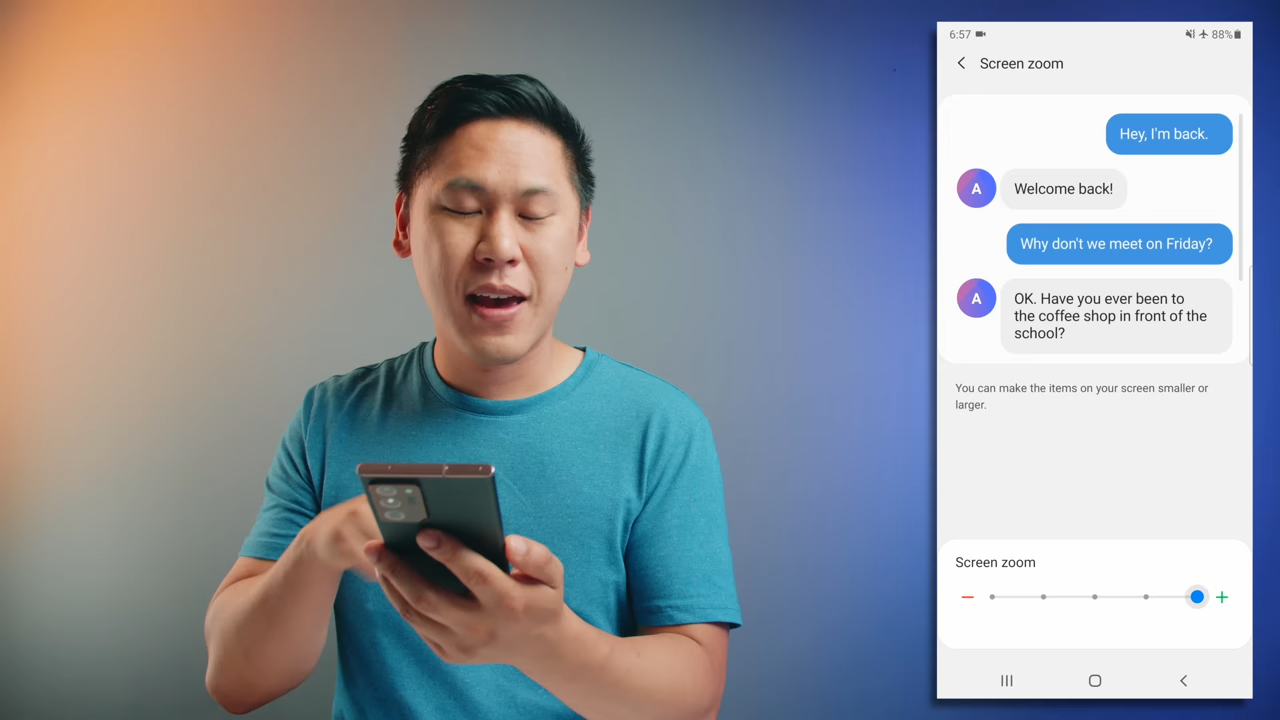 6:57
88%
Screen zoom
Hey, I'm back.
A
Welcome back!
Why don't we meet on Friday?
A
OK. Have you ever been to
the coffee shop in front of the
school?
You can make the items on your screen smaller or
larger.
Screen zoom